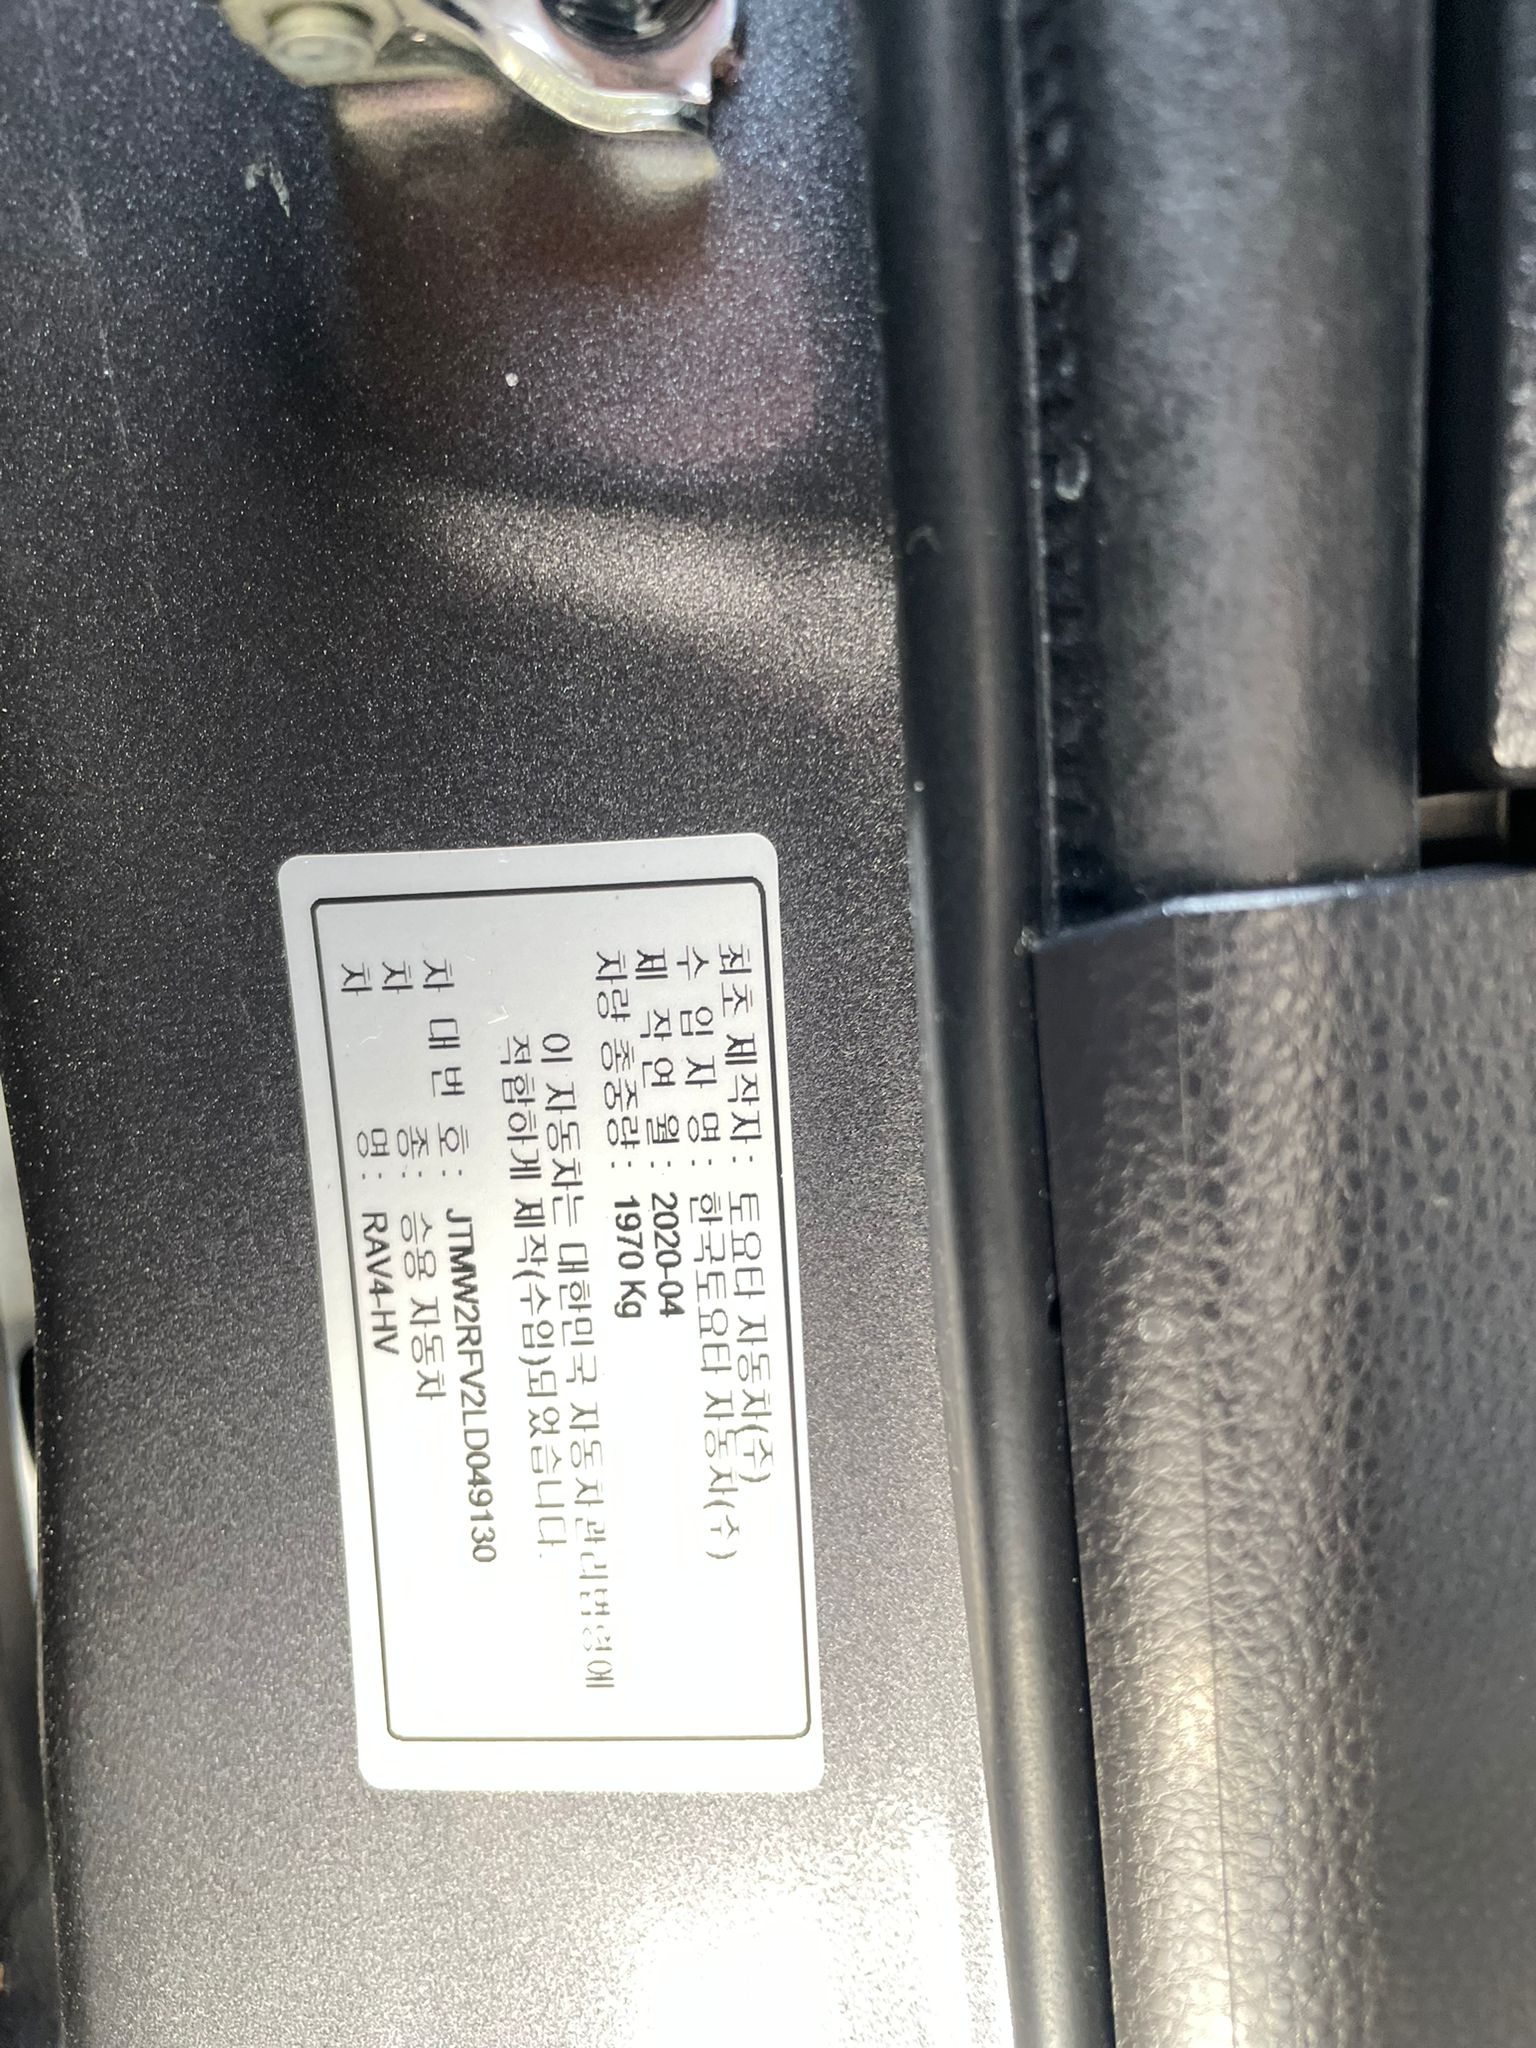 최초 제작자: 토요타 자동차(주)
수 입 자 명: 한국토요타 자동차(주)
제 작 연 월: 2020-04
차량 총중량: 1970 Kg
이 자동차는 대한민국 자동차관리법령에
적합하게 제작(수입)되었습니다.
차 대 번 호: JTMW2RFV2LD049130
차 종: 승용 자동차
차 명: RAV4-HV